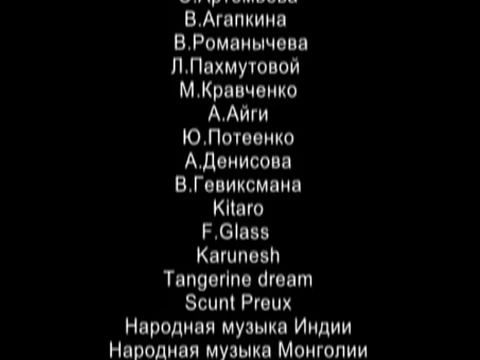 Э.Артемьева
В.Агапкина
В.Романычева
Л.Пахмутовой
М.Кравченко
А.Айги
Ю.Потеенко
А.Денисова
В.Гевиксмана
Kitaro
F.Glass
Karunesh
Tangerine dream
Scunt Preux
Народная музыка Индии
Народная музыка Монголии